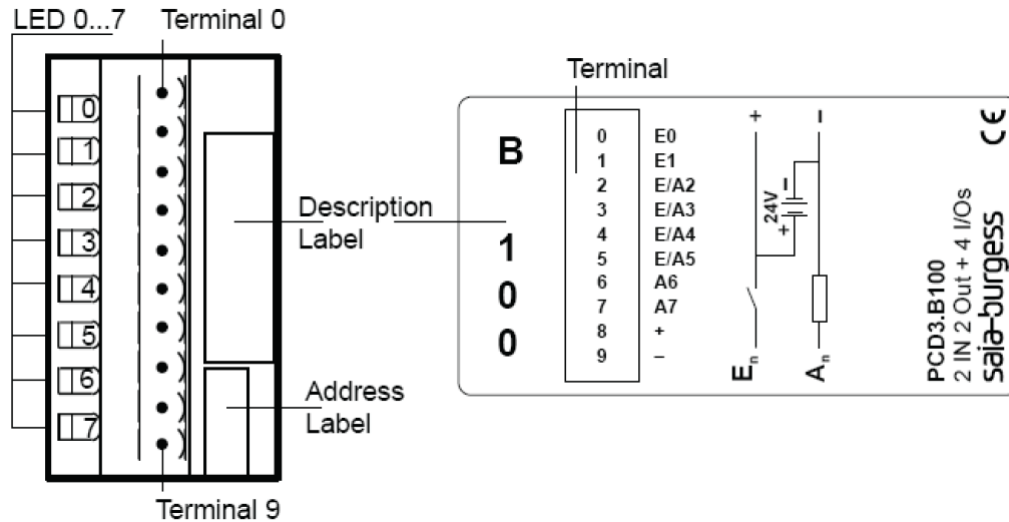 LED 0...7
Terminal 0
0
1
2
3
4
5
6
7
Description
Label
Address
Label
Terminal 9
Terminal
B
1
0
0
0 E0
1 E1
2 E/A2
3 E/A3
4 E/A4
5 E/A5
6 A6
7 A7
8 +
9 –
+ –
24V
+ –
En
An
PCD3.B100
2 IN 2 Out + 4 I/Os
saia-burgess
CE